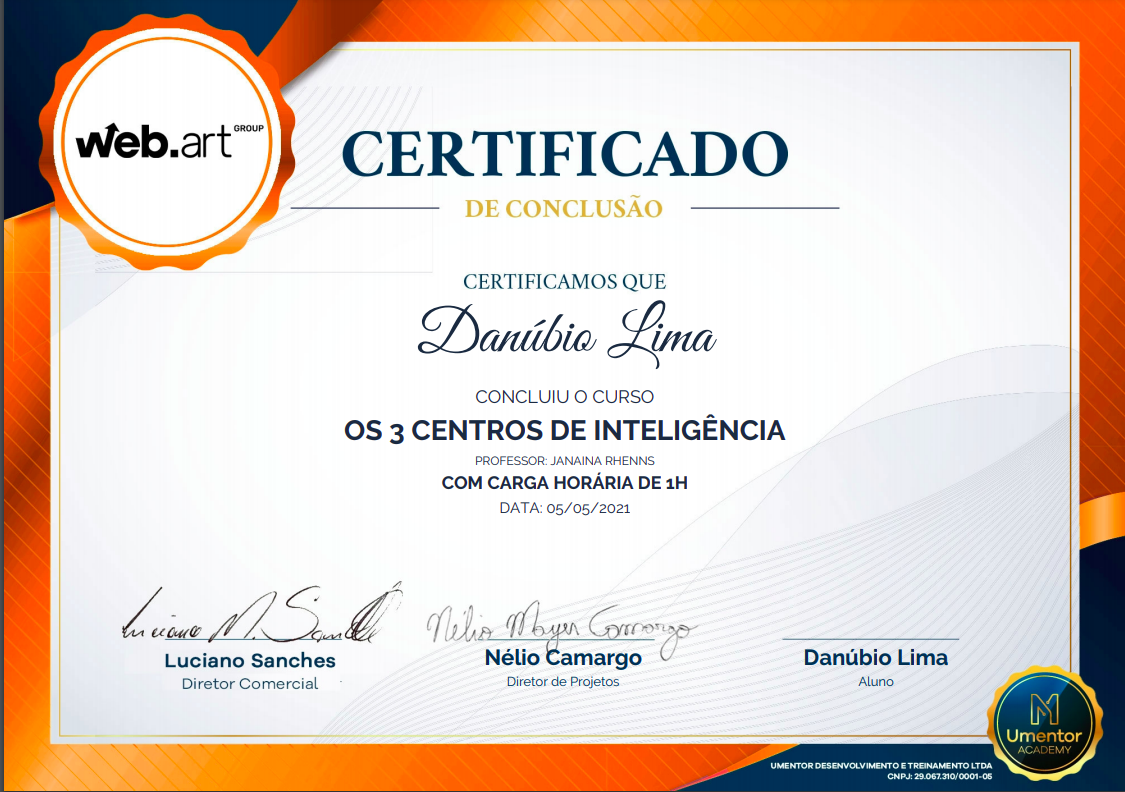 web.art GROUP
CERTIFICADO
DE CONCLUSÃO
CERTIFICAMOS QUE
Danúbio Lima
CONCLUIU O CURSO
OS 3 CENTROS DE INTELIGÊNCIA
PROFESSOR: JANAINA RHENNS
COM CARGA HORÁRIA DE 1H
DATA: 05/05/2021
Luciano M. Nélio Mayer Camargo
Luciano Sanches Nélio Camargo Danúbio Lima
Diretor Comercial Diretor de Projetos Aluno
Umentor
ACADEMY
UMENTOR DESENVOLVIMENTO E TREINAMENTO LTDA
CNPJ: 29.067.310/0001-05